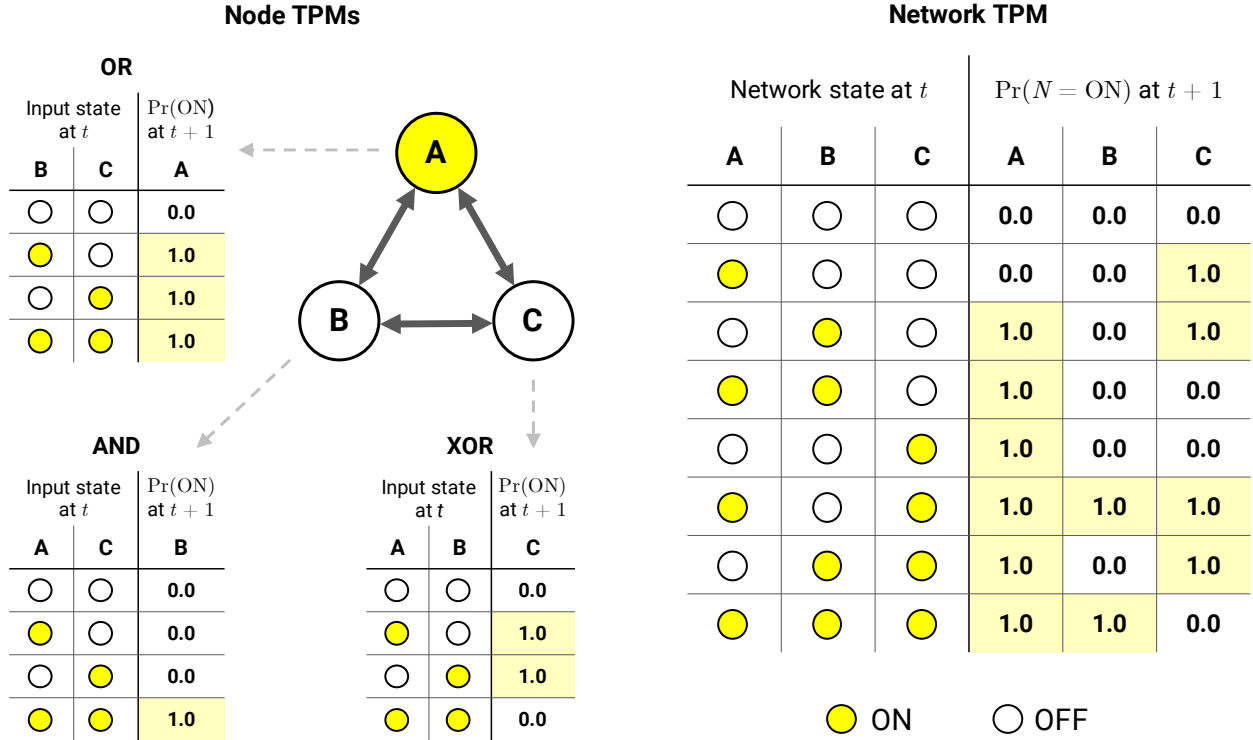 Node TPMs
OR
Input state Pr(ON)
at t at t + 1
B C A
0.0
1.0
1.0
1.0
A
B C
AND
Input state Pr(ON)
at t at t + 1
A C B
0.0
0.0
0.0
1.0
XOR
Input state Pr(ON)
at t at t + 1
A B C
0.0
1.0
1.0
0.0
Network TPM
Network state at t Pr(N = ON) at t + 1
A B C A B C
0.0 0.0 0.0
0.0 0.0 1.0
1.0 0.0 1.0
1.0 0.0 0.0
1.0 0.0 0.0
1.0 1.0 1.0
1.0 0.0 1.0
1.0 1.0 0.0
ON OFF